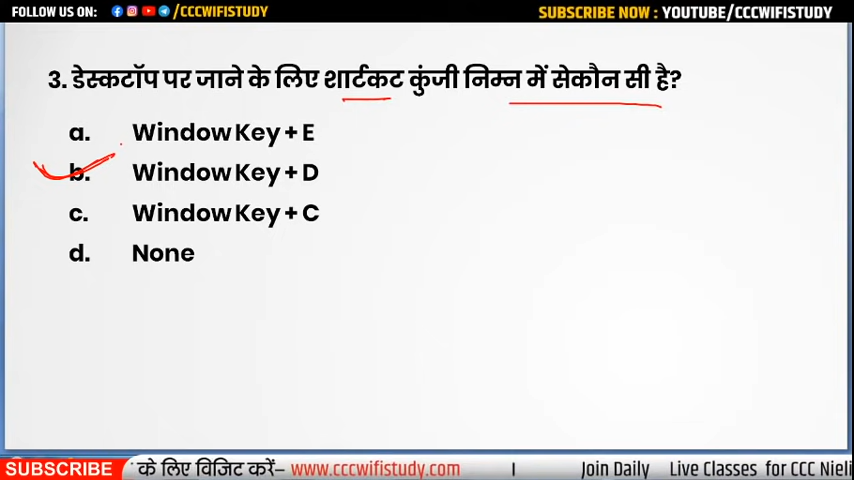 FOLLOW US ON: /CCCWIFISTUDY SUBSCRIBE NOW : YOUTUBE/CCCWIFISTUDY
3. डेस्कटॉप पर जाने के लिए शार्टकट कुंजी निम्न में सेकौन सी है?
a. Window Key + E
b. Window Key + D
c. Window Key + C
d. None
SUBSCRIBE के लिए विजिट करें– www.cccwifistudy.com I Join Daily Live Classes for CCC Nieli